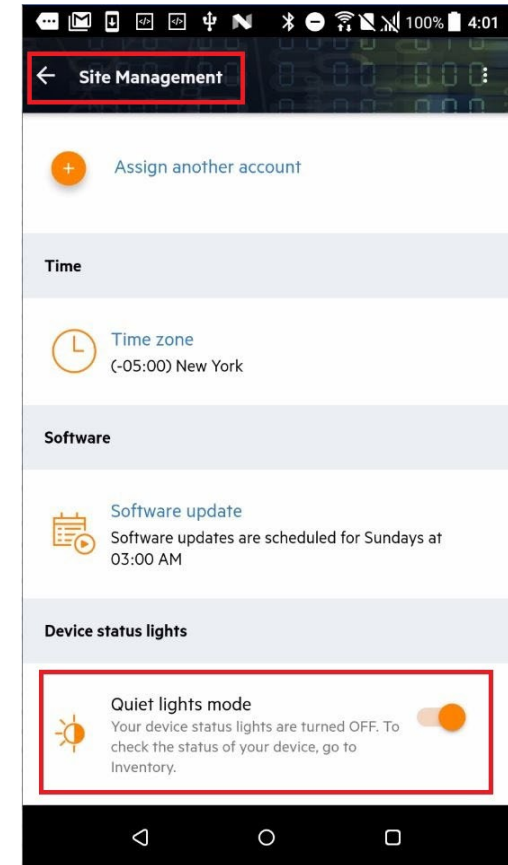 100% 4:01
Site Management
Assign another account
Time
Time zone
(-05:00) New York
Software
Software update
Software updates are scheduled for Sundays at
03:00 AM
Device status lights
Quiet lights mode
Your device status lights are turned OFF. To
check the status of your device, go to
Inventory.